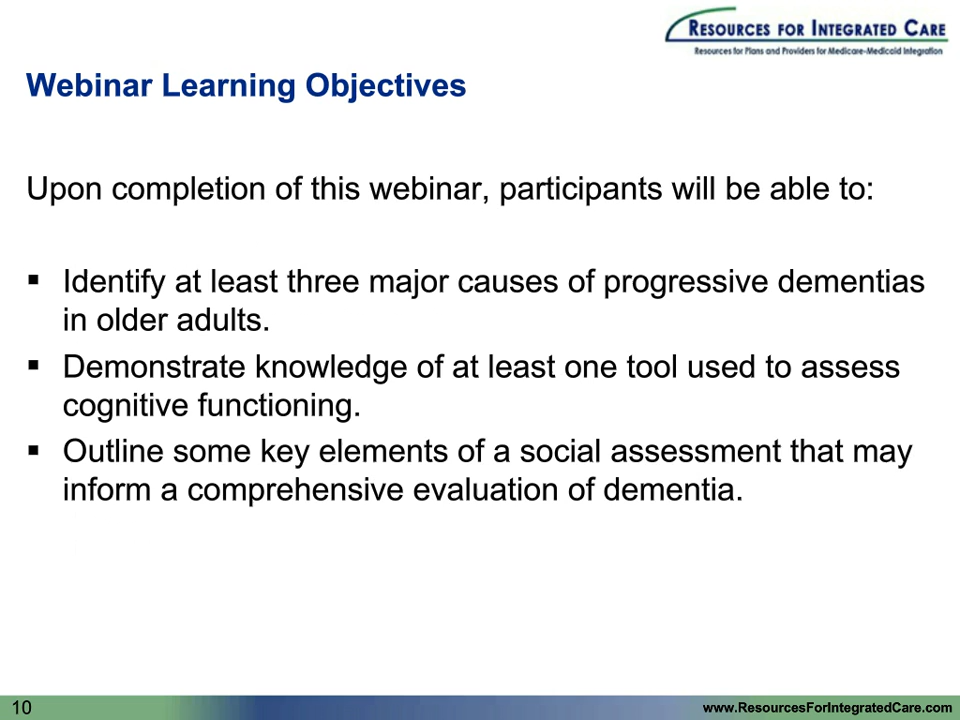 RESOURCES FOR INTEGRATED CARE
Resources for Plans and Providers for Medicare-Medicaid Integration
Webinar Learning Objectives
Upon completion of this webinar, participants will be able to:
▪ Identify at least three major causes of progressive dementias
in older adults.
▪ Demonstrate knowledge of at least one tool used to assess
cognitive functioning.
▪ Outline some key elements of a social assessment that may
inform a comprehensive evaluation of dementia.
10
www.ResourcesForIntegratedCare.com